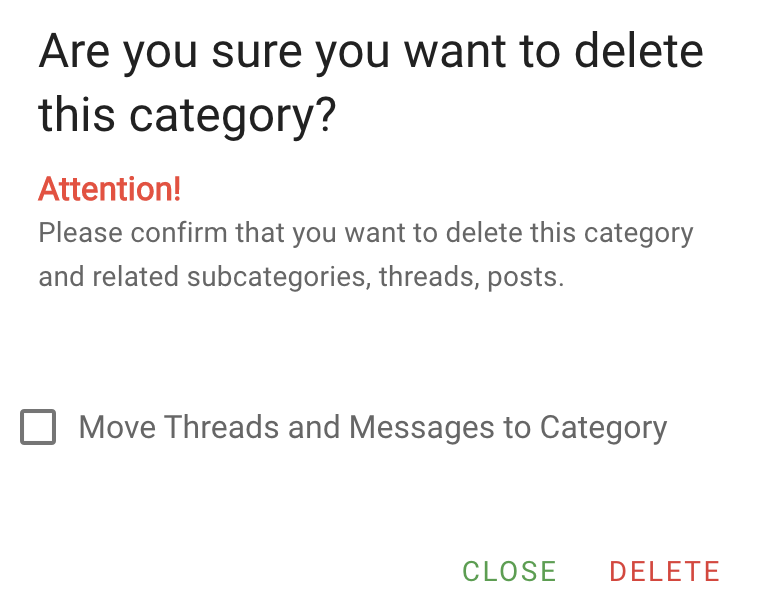 Are you sure you want to delete
this category?
Attention!
Please confirm that you want to delete this category
and related subcategories, threads, posts.
Move Threads and Messages to Category
CLOSE DELETE